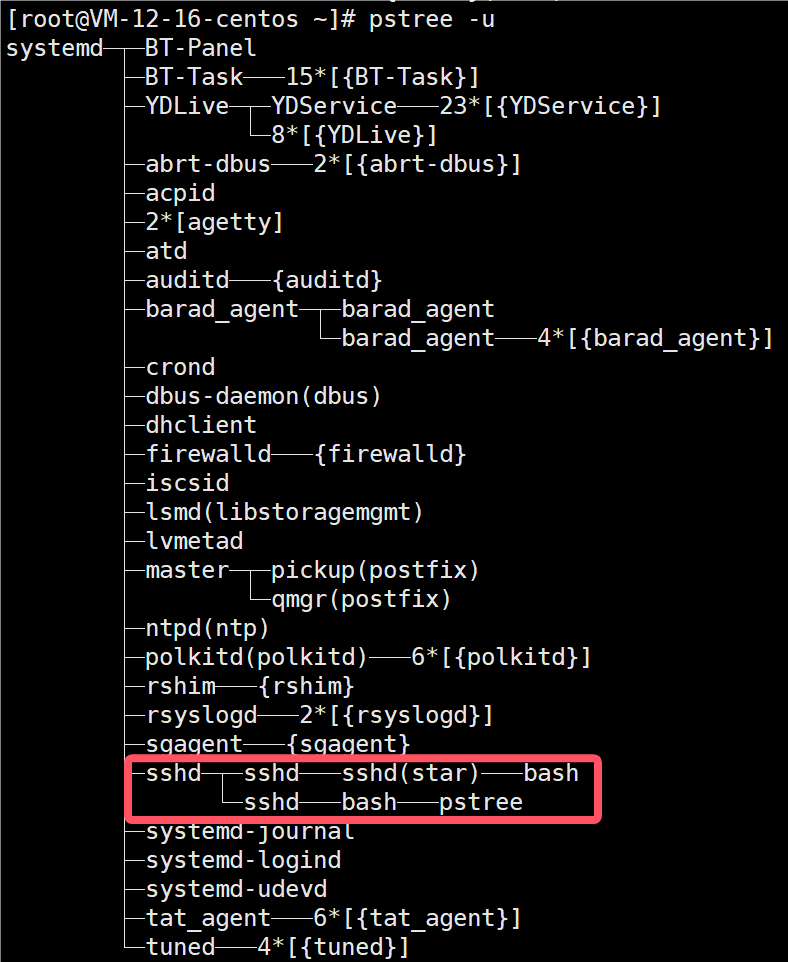 [root@VM-12-16-centos ~]# pstree -u
systemd─┬─BT-Panel
        ├─BT-Task───15*[{BT-Task}]
        ├─YDLive─┬─YDService───23*[{YDService}]
        │        └─8*[{YDLive}]
        ├─abrt-dbus───2*[{abrt-dbus}]
        ├─acpid
        ├─2*[agetty]
        ├─atd
        ├─auditd───{auditd}
        ├─barad_agent─┬─barad_agent
        │             └─barad_agent───4*[{barad_agent}]
        ├─crond
        ├─dbus-daemon(dbus)
        ├─dhclient
        ├─firewalld───{firewalld}
        ├─iscsid
        ├─lsmd(libstoragemgmt)
        ├─lvmetad
        ├─master─┬─pickup(postfix)
        │        └─qmgr(postfix)
        ├─ntpd(ntp)
        ├─polkitd(polkitd)───6*[{polkitd}]
        ├─rshim───{rshim}
        ├─rsyslogd───2*[{rsyslogd}]
        ├─sgagent───{sgagent}
        ├─sshd─┬─sshd───sshd(star)───bash
        │      └─sshd───bash───pstree
        ├─systemd-journal
        ├─systemd-logind
        ├─systemd-udevd
        ├─tat_agent───6*[{tat_agent}]
        └─tuned───4*[{tuned}]